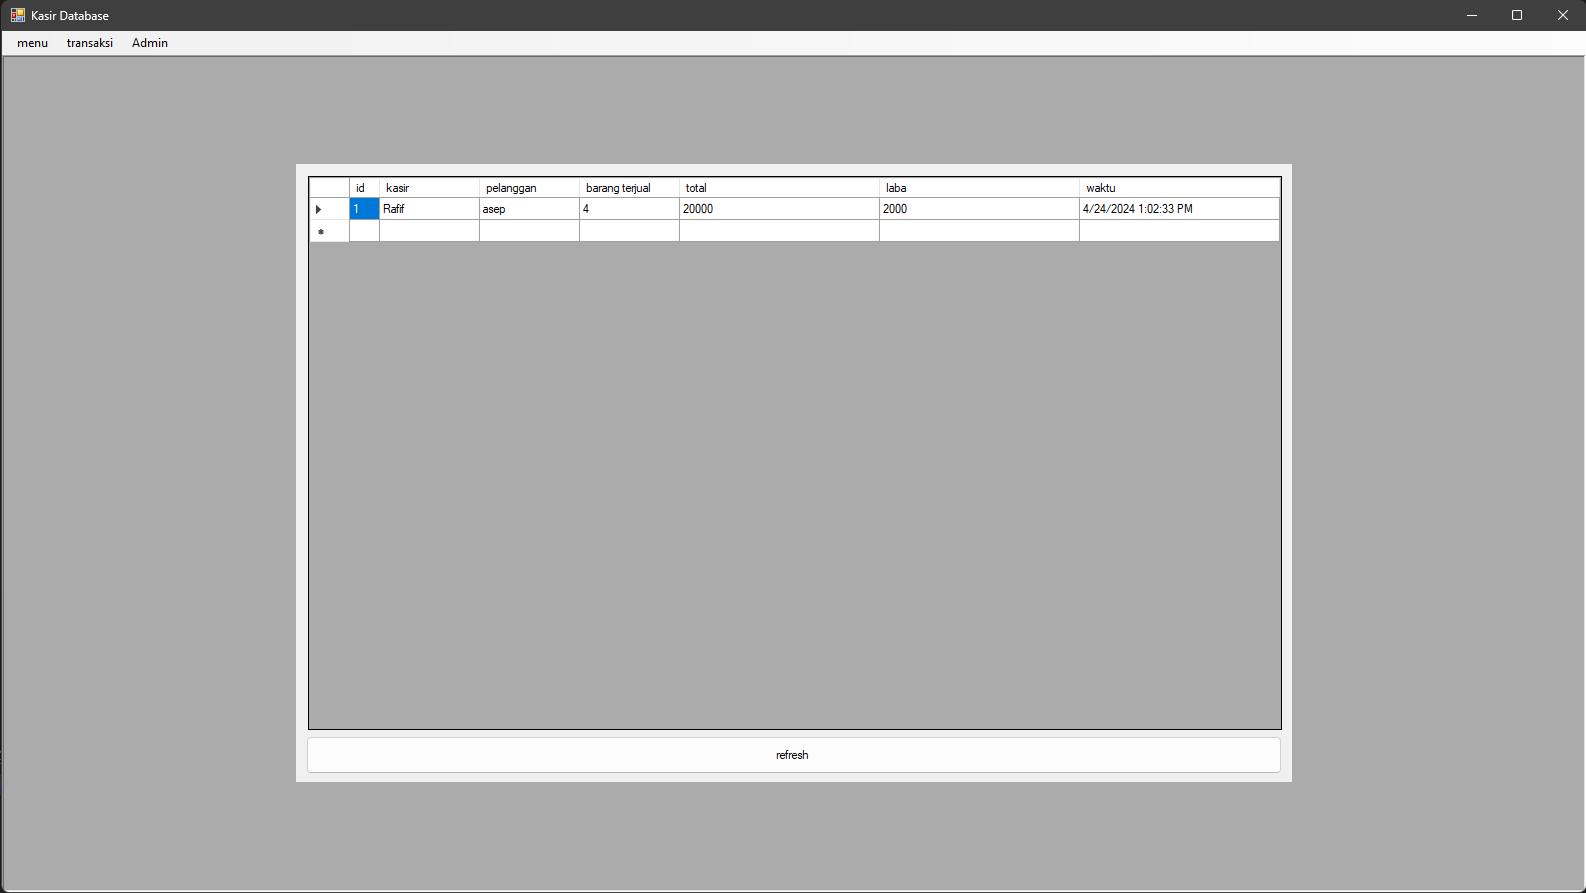 Kasir Database
menu transaksi Admin
id kasir pelanggan barang terjual total laba waktu
1 Rafif asep 4 20000 2000 4/24/2024 1:02:33 PM
refresh